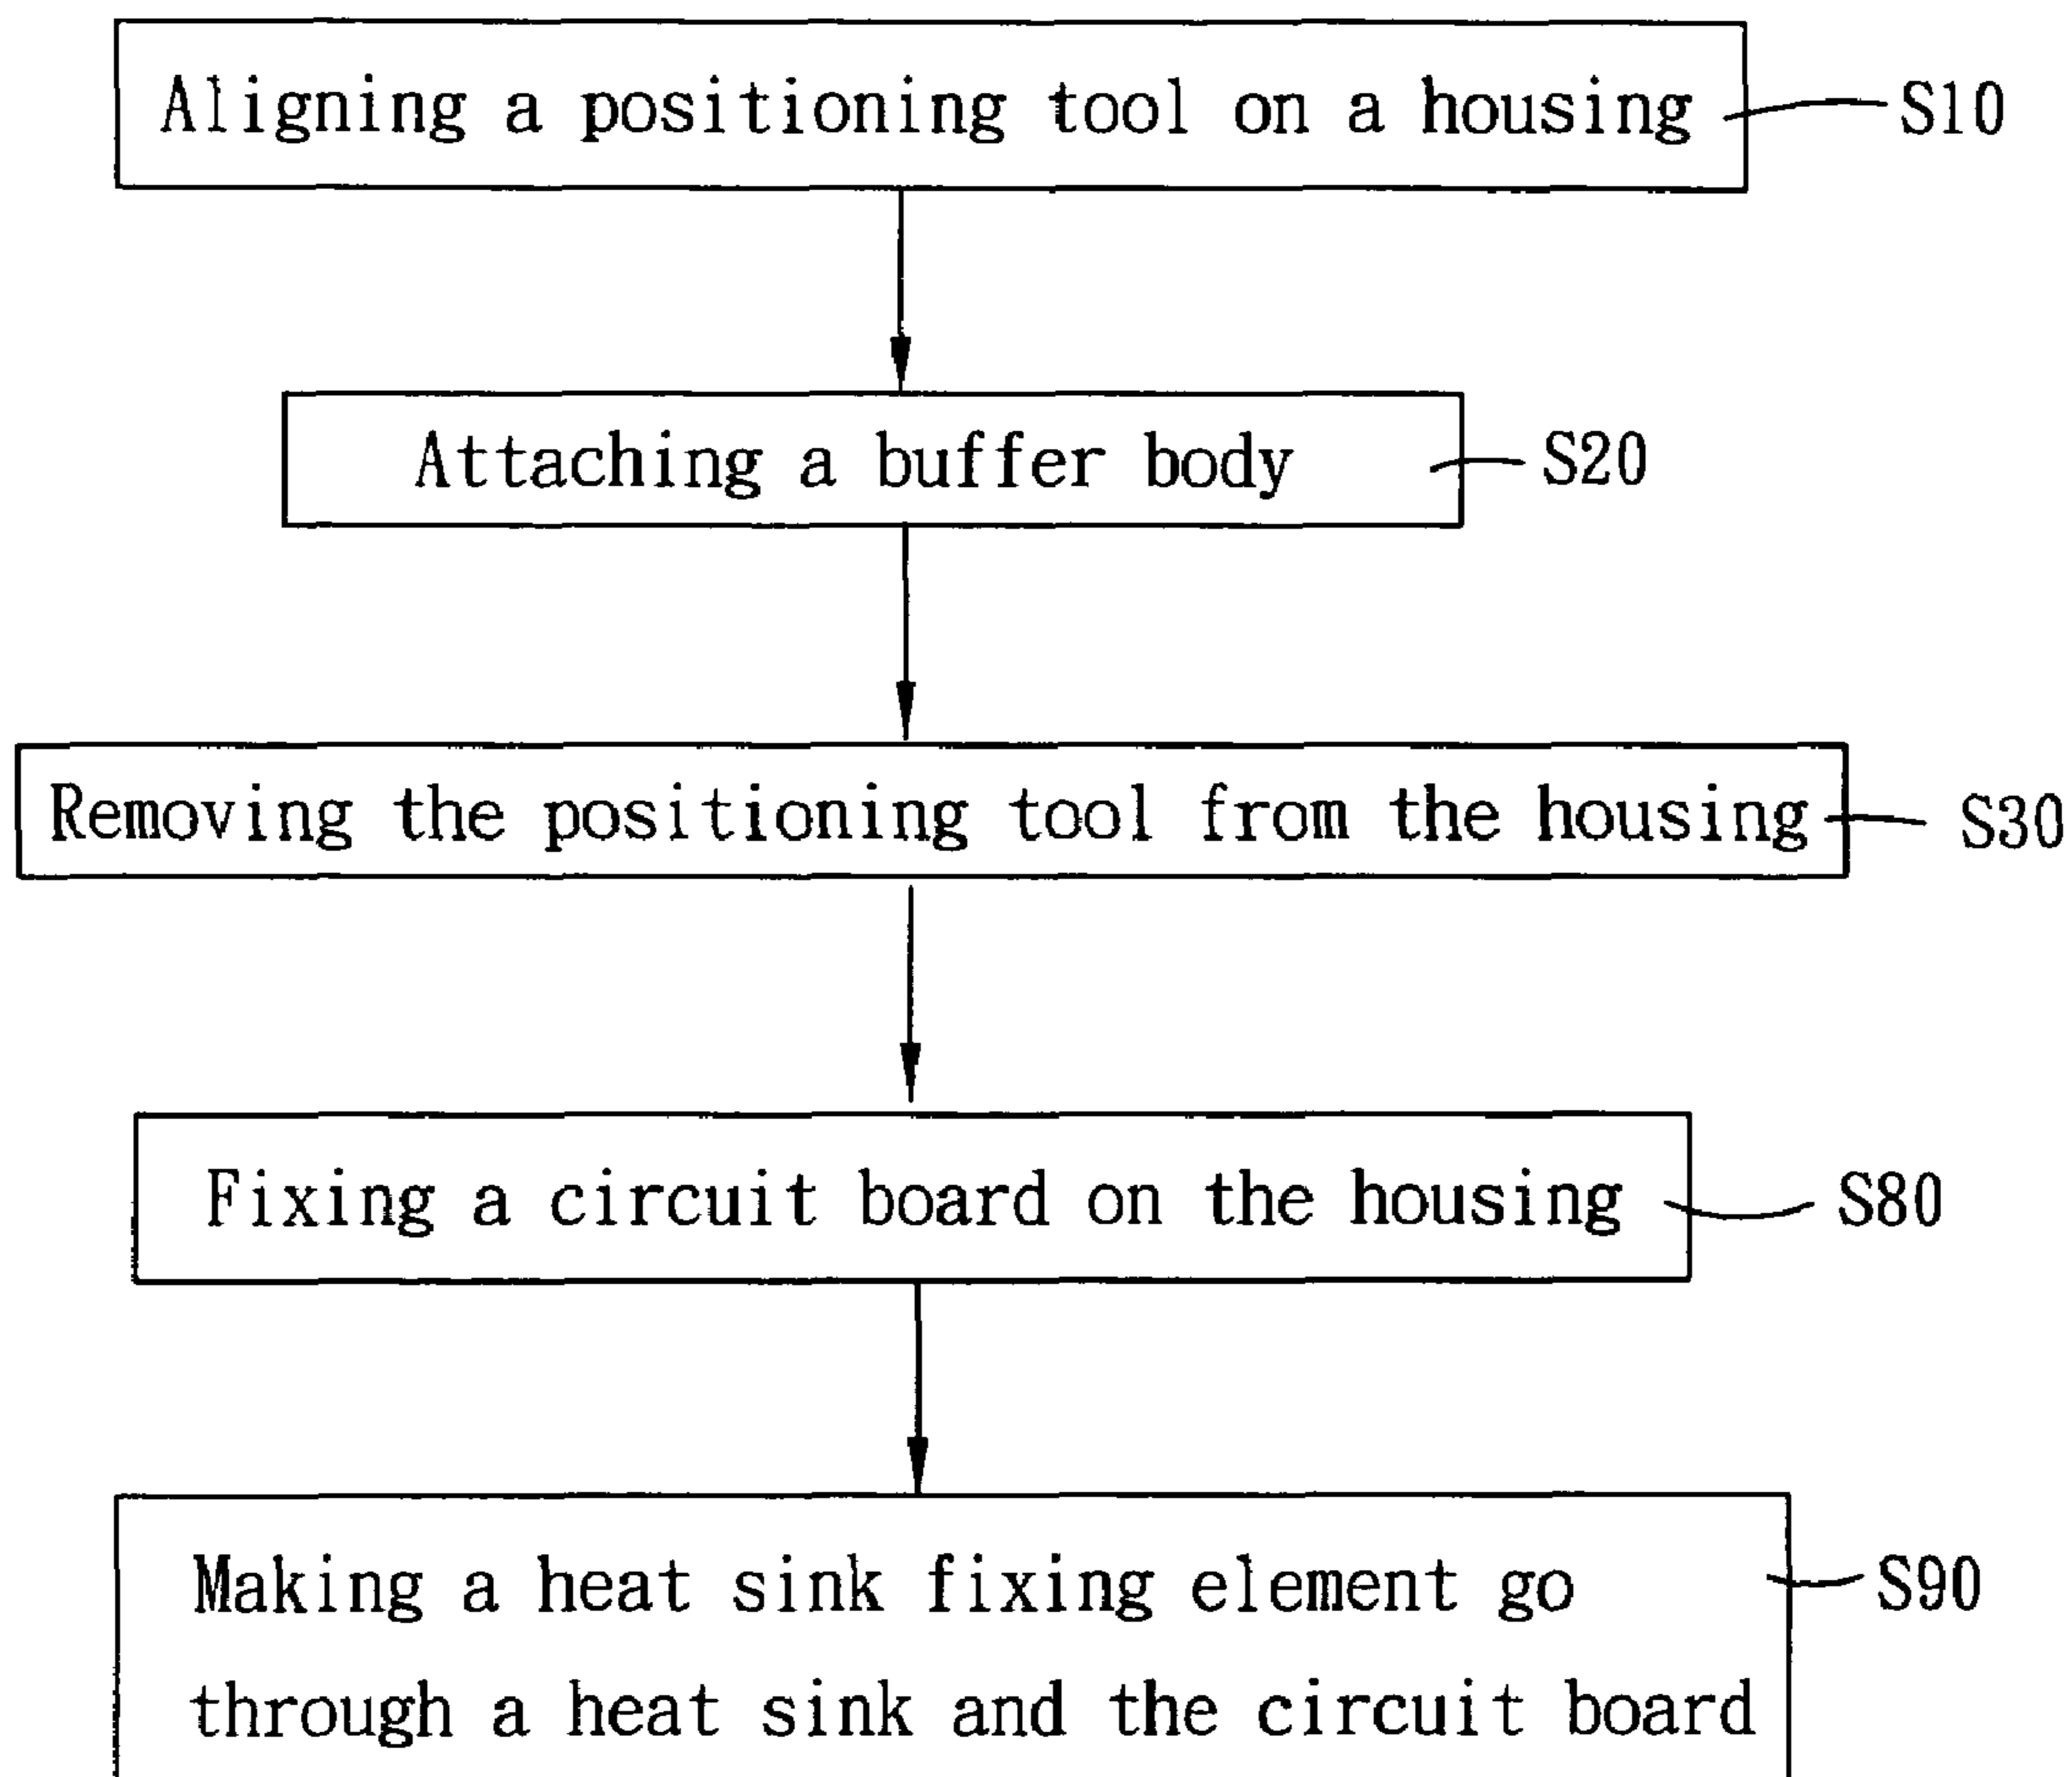 Aligning a positioning tool on a housing S10
Attaching a buffer body S20
Removing the positioning tool from the housing S30
Fixing a circuit board on the housing S80
Making a heat sink fixing element go S90
through a heat sink and the circuit board